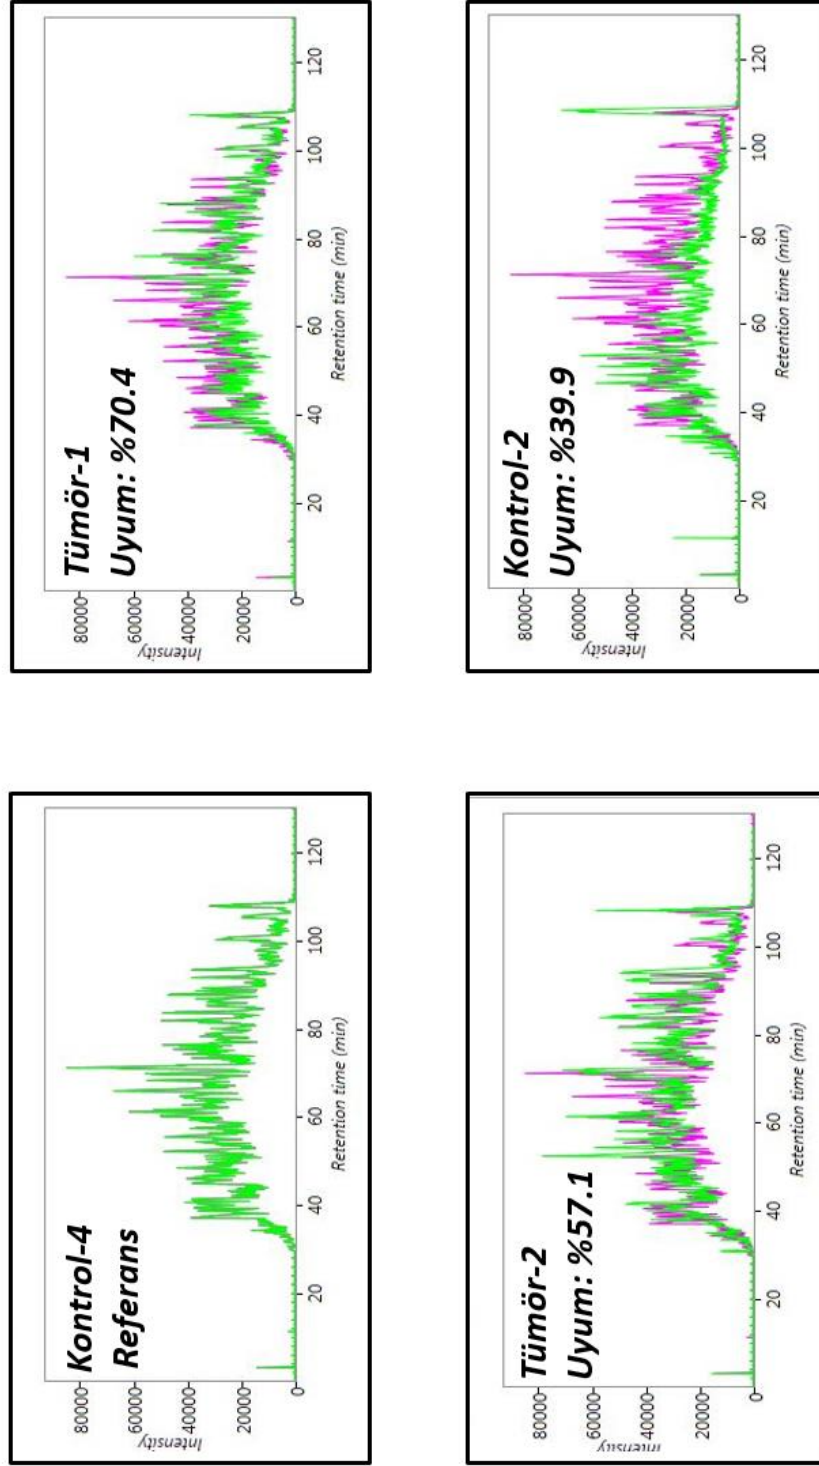 Kontrol-4
Referans
80000
60000
40000
20000
0
Intensity
20 40 60 80 100 120
Retention time (min)
Tümör-1
Uyum: %70.4
80000
60000
40000
20000
0
Intensity
20 40 60 80 100 120
Retention time (min)
Tümör-2
Uyum: %57.1
80000
60000
40000
20000
0
Intensity
20 40 60 80 100 120
Retention time (min)
Kontrol-2
Uyum: %39.9
80000
60000
40000
20000
0
Intensity
20 40 60 80 100 120
Retention time (min)